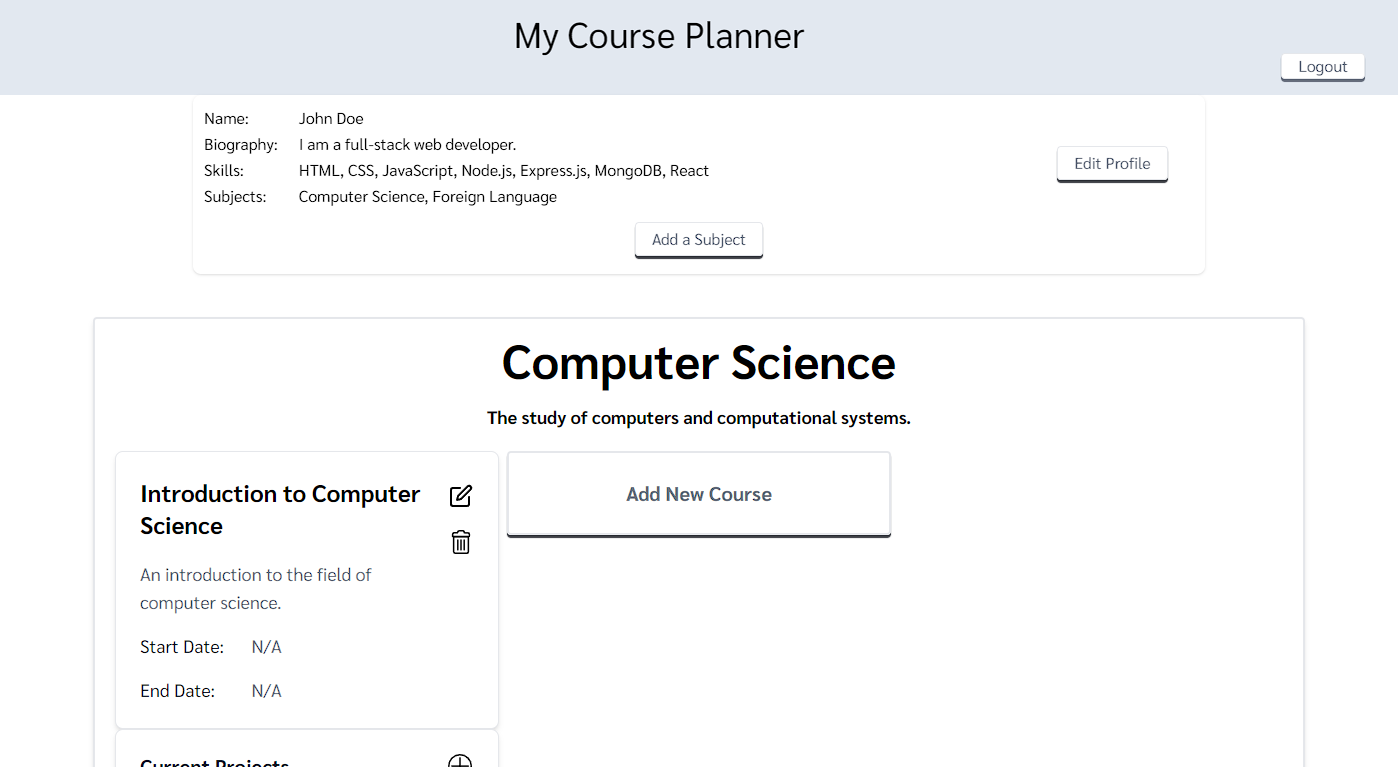 My Course Planner
Logout
Name: John Doe
Biography: I am a full-stack web developer.
Skills: HTML, CSS, JavaScript, Node.js, Express.js, MongoDB, React
Subjects: Computer Science, Foreign Language
Edit Profile
Add a Subject
Computer Science
The study of computers and computational systems.
Introduction to Computer
Science
An introduction to the field of
computer science.
Start Date: N/A
End Date: N/A
Add New Course
Current Projects